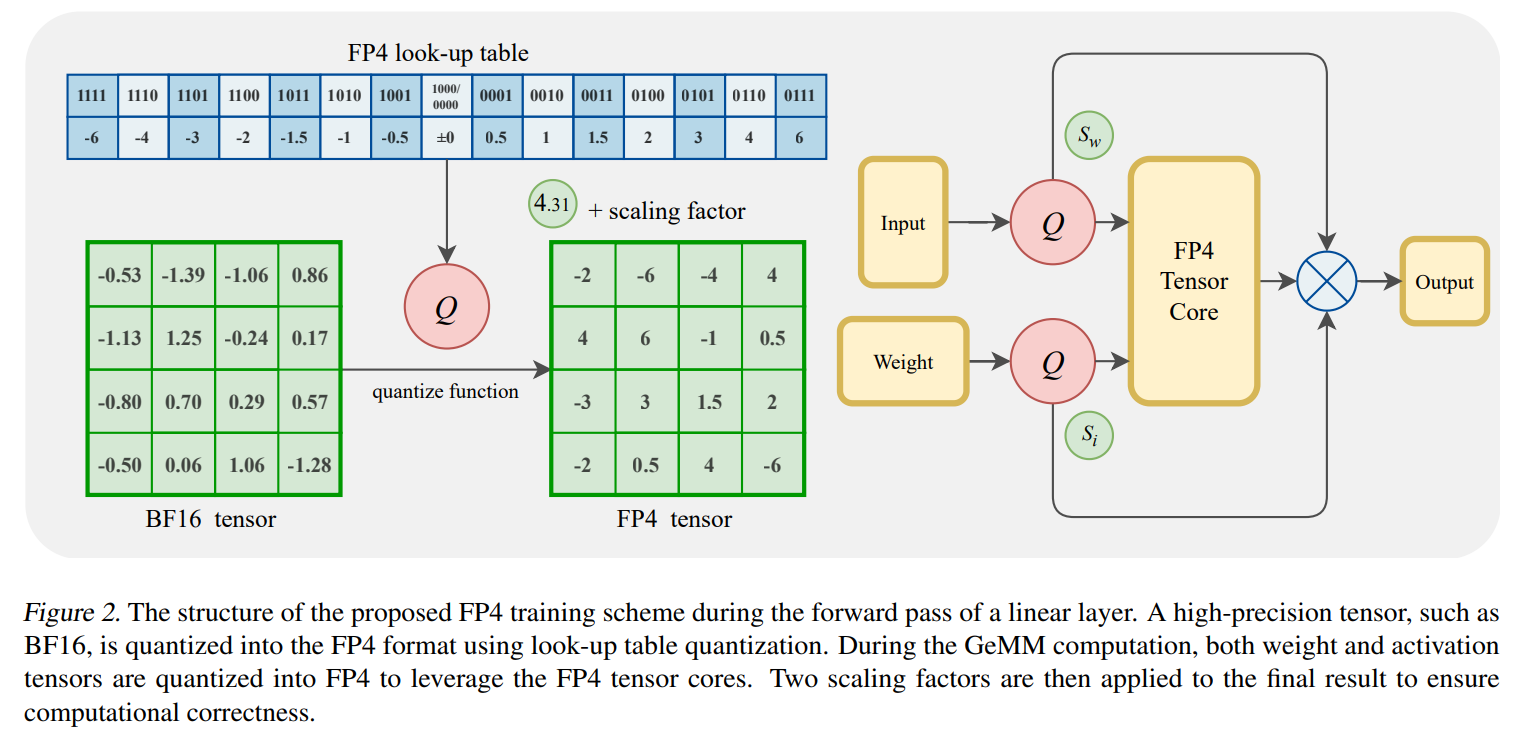 FP4 look-up table
1111 1110 1101 1100 1011 1010 1001 1000/0000 0001 0010 0011 0100 0101 0110 0111
-6 -4 -3 -2 -1.5 -1 -0.5 ±0 0.5 1 1.5 2 3 4 6
4.31 + scaling factor
-0.53 -1.39 -1.06 0.86
-1.13 1.25 -0.24 0.17
-0.80 0.70 0.29 0.57
-0.50 0.06 1.06 -1.28
BF16 tensor
Q
quantize function
-2 -6 -4 4
4 6 -1 0.5
-3 3 1.5 2
-2 0.5 4 -6
FP4 tensor
Input
Q
Sw
Weight
Q
Si
FP4
Tensor
Core
Output
Figure 2. The structure of the proposed FP4 training scheme during the forward pass of a linear layer. A high-precision tensor, such as
BF16, is quantized into the FP4 format using look-up table quantization. During the GeMM computation, both weight and activation
tensors are quantized into FP4 to leverage the FP4 tensor cores. Two scaling factors are then applied to the final result to ensure
computational correctness.